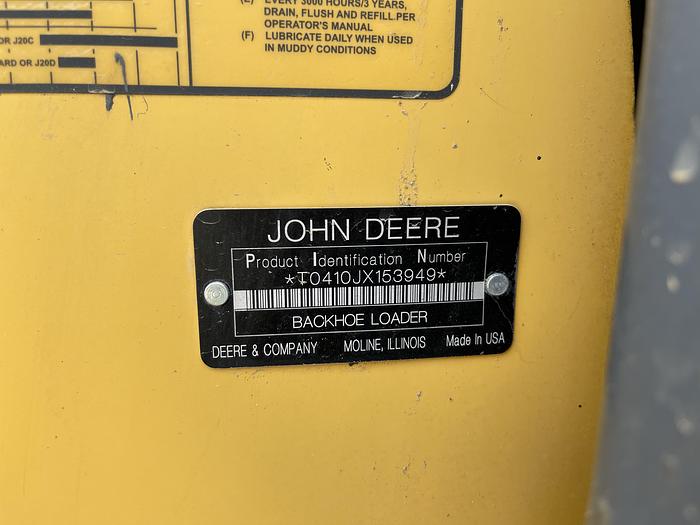 (E) EVERY 3000 HOURS/3 YEARS,
DRAIN, FLUSH AND REFILL.PER
OPERATOR'S MANUAL
(F) LUBRICATE DAILY WHEN USED
IN MUDDY CONDITIONS
OR J20C
ARD OR J20D
JOHN DEERE
Product Identification Number
*T0410JX153949*
BACKHOE LOADER
DEERE & COMPANY MOLINE, ILLINOIS Made In USA